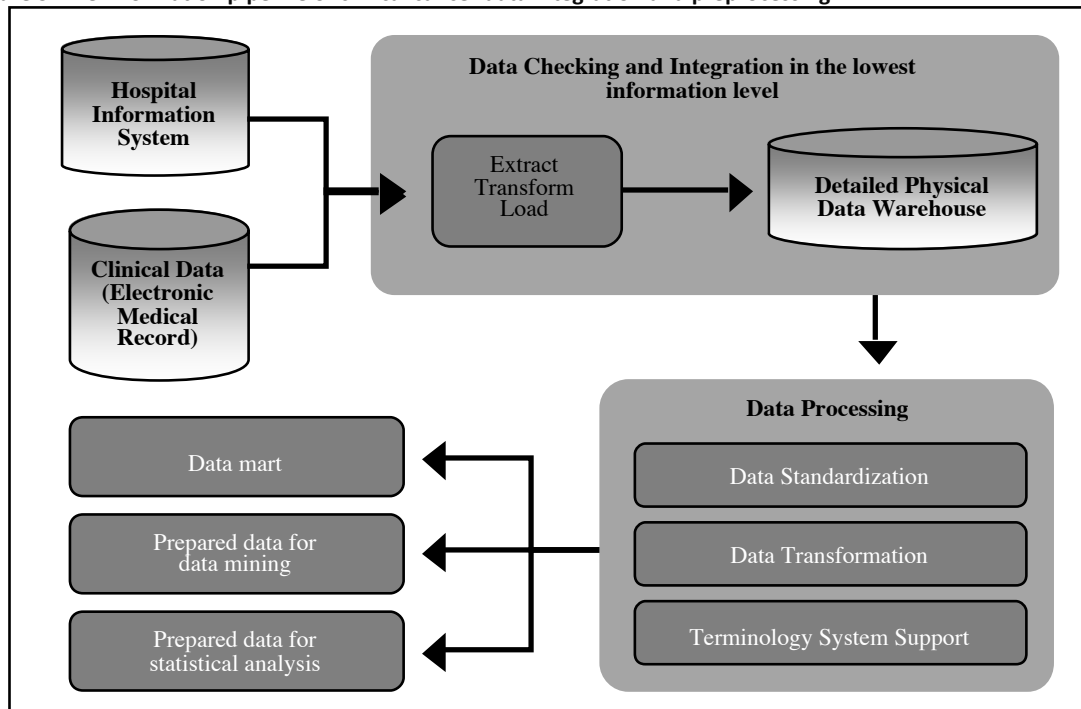 Hospital
Information
System
Clinical Data
(Electronic
Medical
Record)
Data Checking and Integration in the lowest
information level
Extract
Transform
Load
Detailed Physical
Data Warehouse
Data Processing
Data Standardization
Data Transformation
Terminology System Support
Data mart
Prepared data for
data mining
Prepared data for
statistical analysis